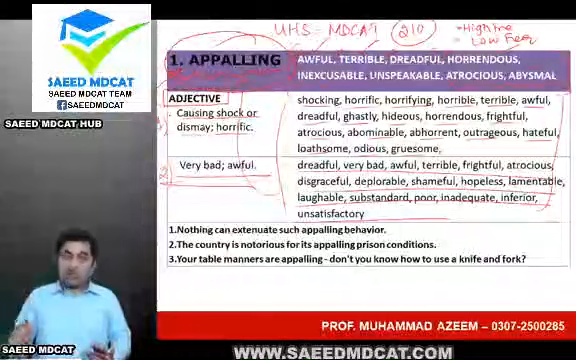 UHS = MDCAT 210
• High me
• Low Fear
SAEED MDCAT
SAEED MDCAT TEAM
f SAEEDMDCAT
SAEED MDCAT HUB
1. APPALLING
AWFUL, TERRIBLE, DREADFUL, HORRENDOUS,
INEXCUSABLE, UNSPEAKABLE, ATROCIOUS, ABYSMAL
ADJECTIVE
Causing shock or
dismay; horrific.
shocking, horrific, horrifying, horrible, terrible, awful,
dreadful, ghastly, hideous, horrendous, frightful,
atrocious, abominable, abhorrent, outrageous, hateful,
loathsome, odious, gruesome,
2
Very bad; awful.
dreadful, very bad, awful, terrible, frightful, atrocious,
disgraceful, deplorable, shameful, hopeless, lamentable,
laughable, substandard, poor, inadequate, inferior,
unsatisfactory
1.Nothing can extenuate such appalling behavior.
2.The country is notorious for its appalling prison conditions.
3.Your table manners are appalling - don't you know how to use a knife and fork?
PROF. MUHAMMAD AZEEM – 0307-2500285
SAEED MDCAT
WWW.SAEEDMDCAT.COM